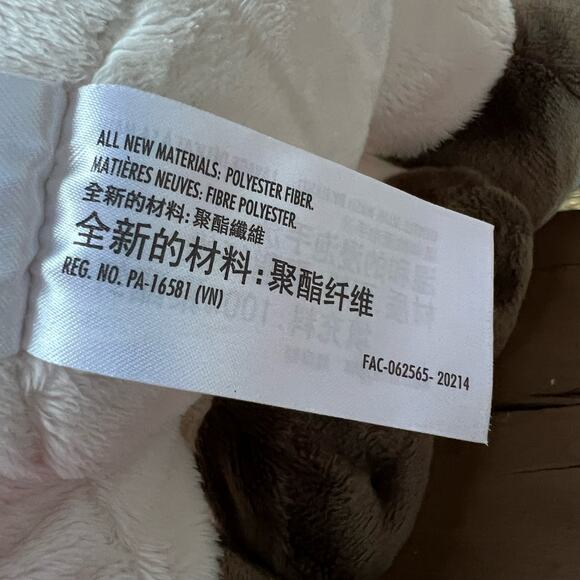 ALL NEW MATERIALS: POLYESTER FIBER.
MATIÈRES NEUVES: FIBRE POLYESTER.
全新的材料：聚酯纖維
全新的材料：聚酯纤维
REG. NO. PA-16581 (VN)
FAC-062565- 20214